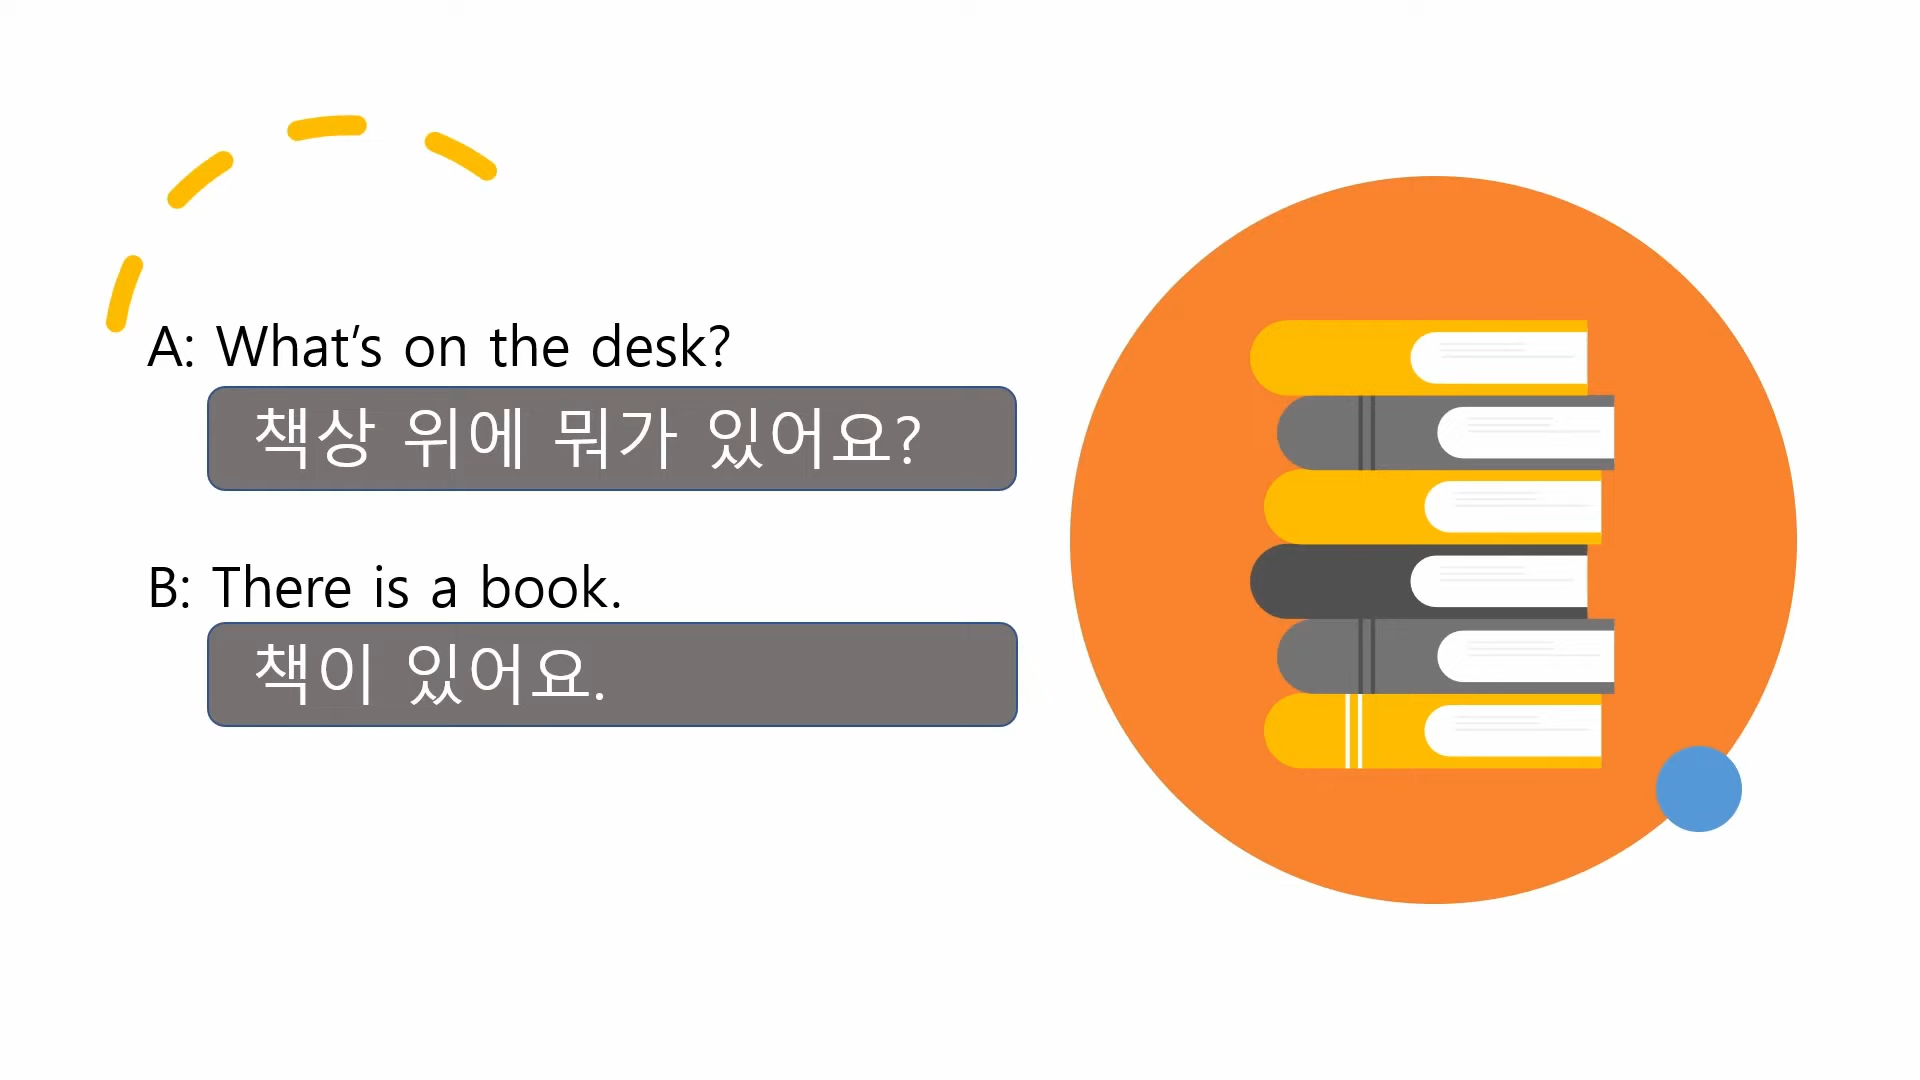 A: What’s on the desk?
책상 위에 뭐가 있어요?
B: There is a book.
책이 있어요.